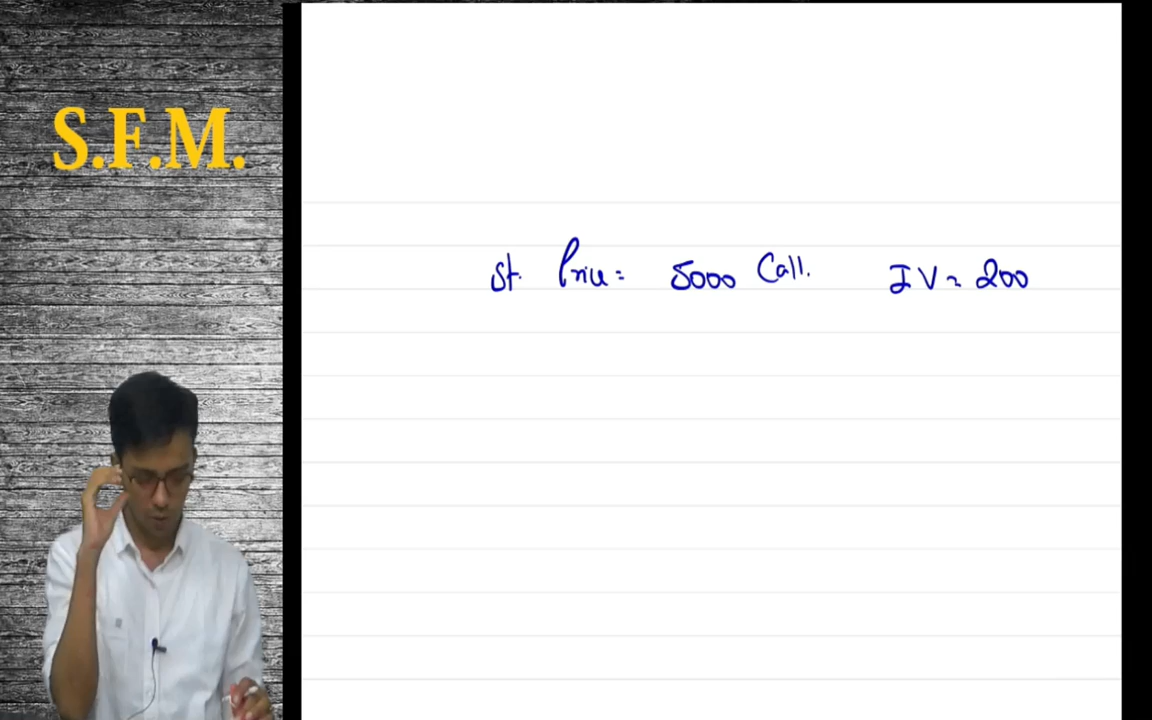 S.F.M.
St. Price = 5000 Call. IV = 200